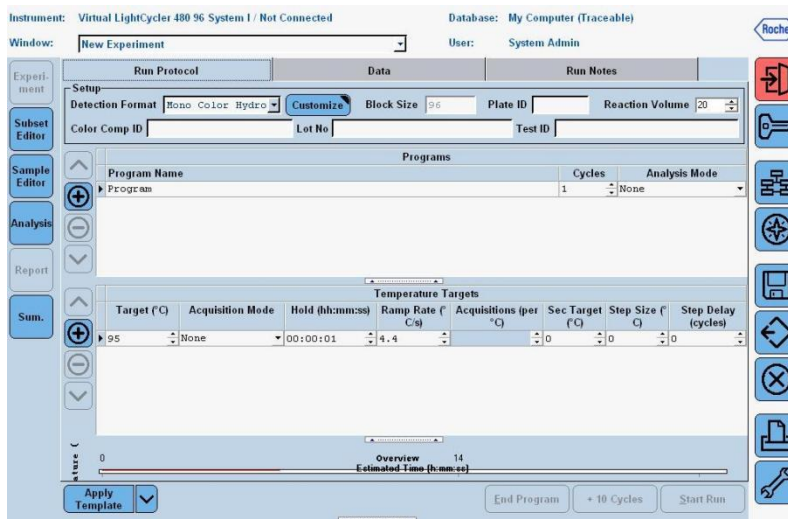 Instrument: Virtual LightCycler 480 96 System I / Not Connected Database: My Computer (Traceable)
Window: New Experiment User: System Admin
Roche
Experi-
ment
Subset
Editor
Sample
Editor
Analysis
Report
Sum.
Run Protocol Data Run Notes
Setup
Detection Format Mono Color Hydro Customize Block Size 96 Plate ID Reaction Volume 20
Color Comp ID Lot No Test ID
Programs
Program Name Cycles Analysis Mode
Program 1 None
Temperature Targets
Target (°C) Acquisition Mode Hold (hh:mm:ss) Ramp Rate (° Acquisitions (per Sec Target Step Size (° Step Delay
C/s) °C) (°C) C) (cycles)
95 None 00:00:01 4.4 0 0 0
ature (
0 Overview 14
Estimated Time (h:mm:ss)
Apply
Template
End Program + 10 Cycles Start Run